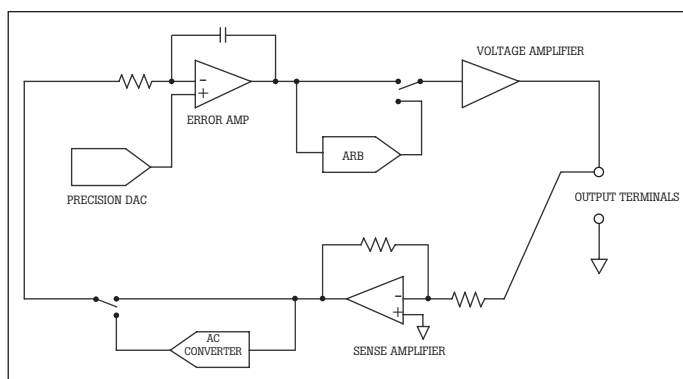 VOLTAGE AMPLIFIER
-
+
ERROR AMP
ARB
PRECISION DAC
OUTPUT TERMINALS
-
+
AC
CONVERTER
SENSE AMPLIFIER